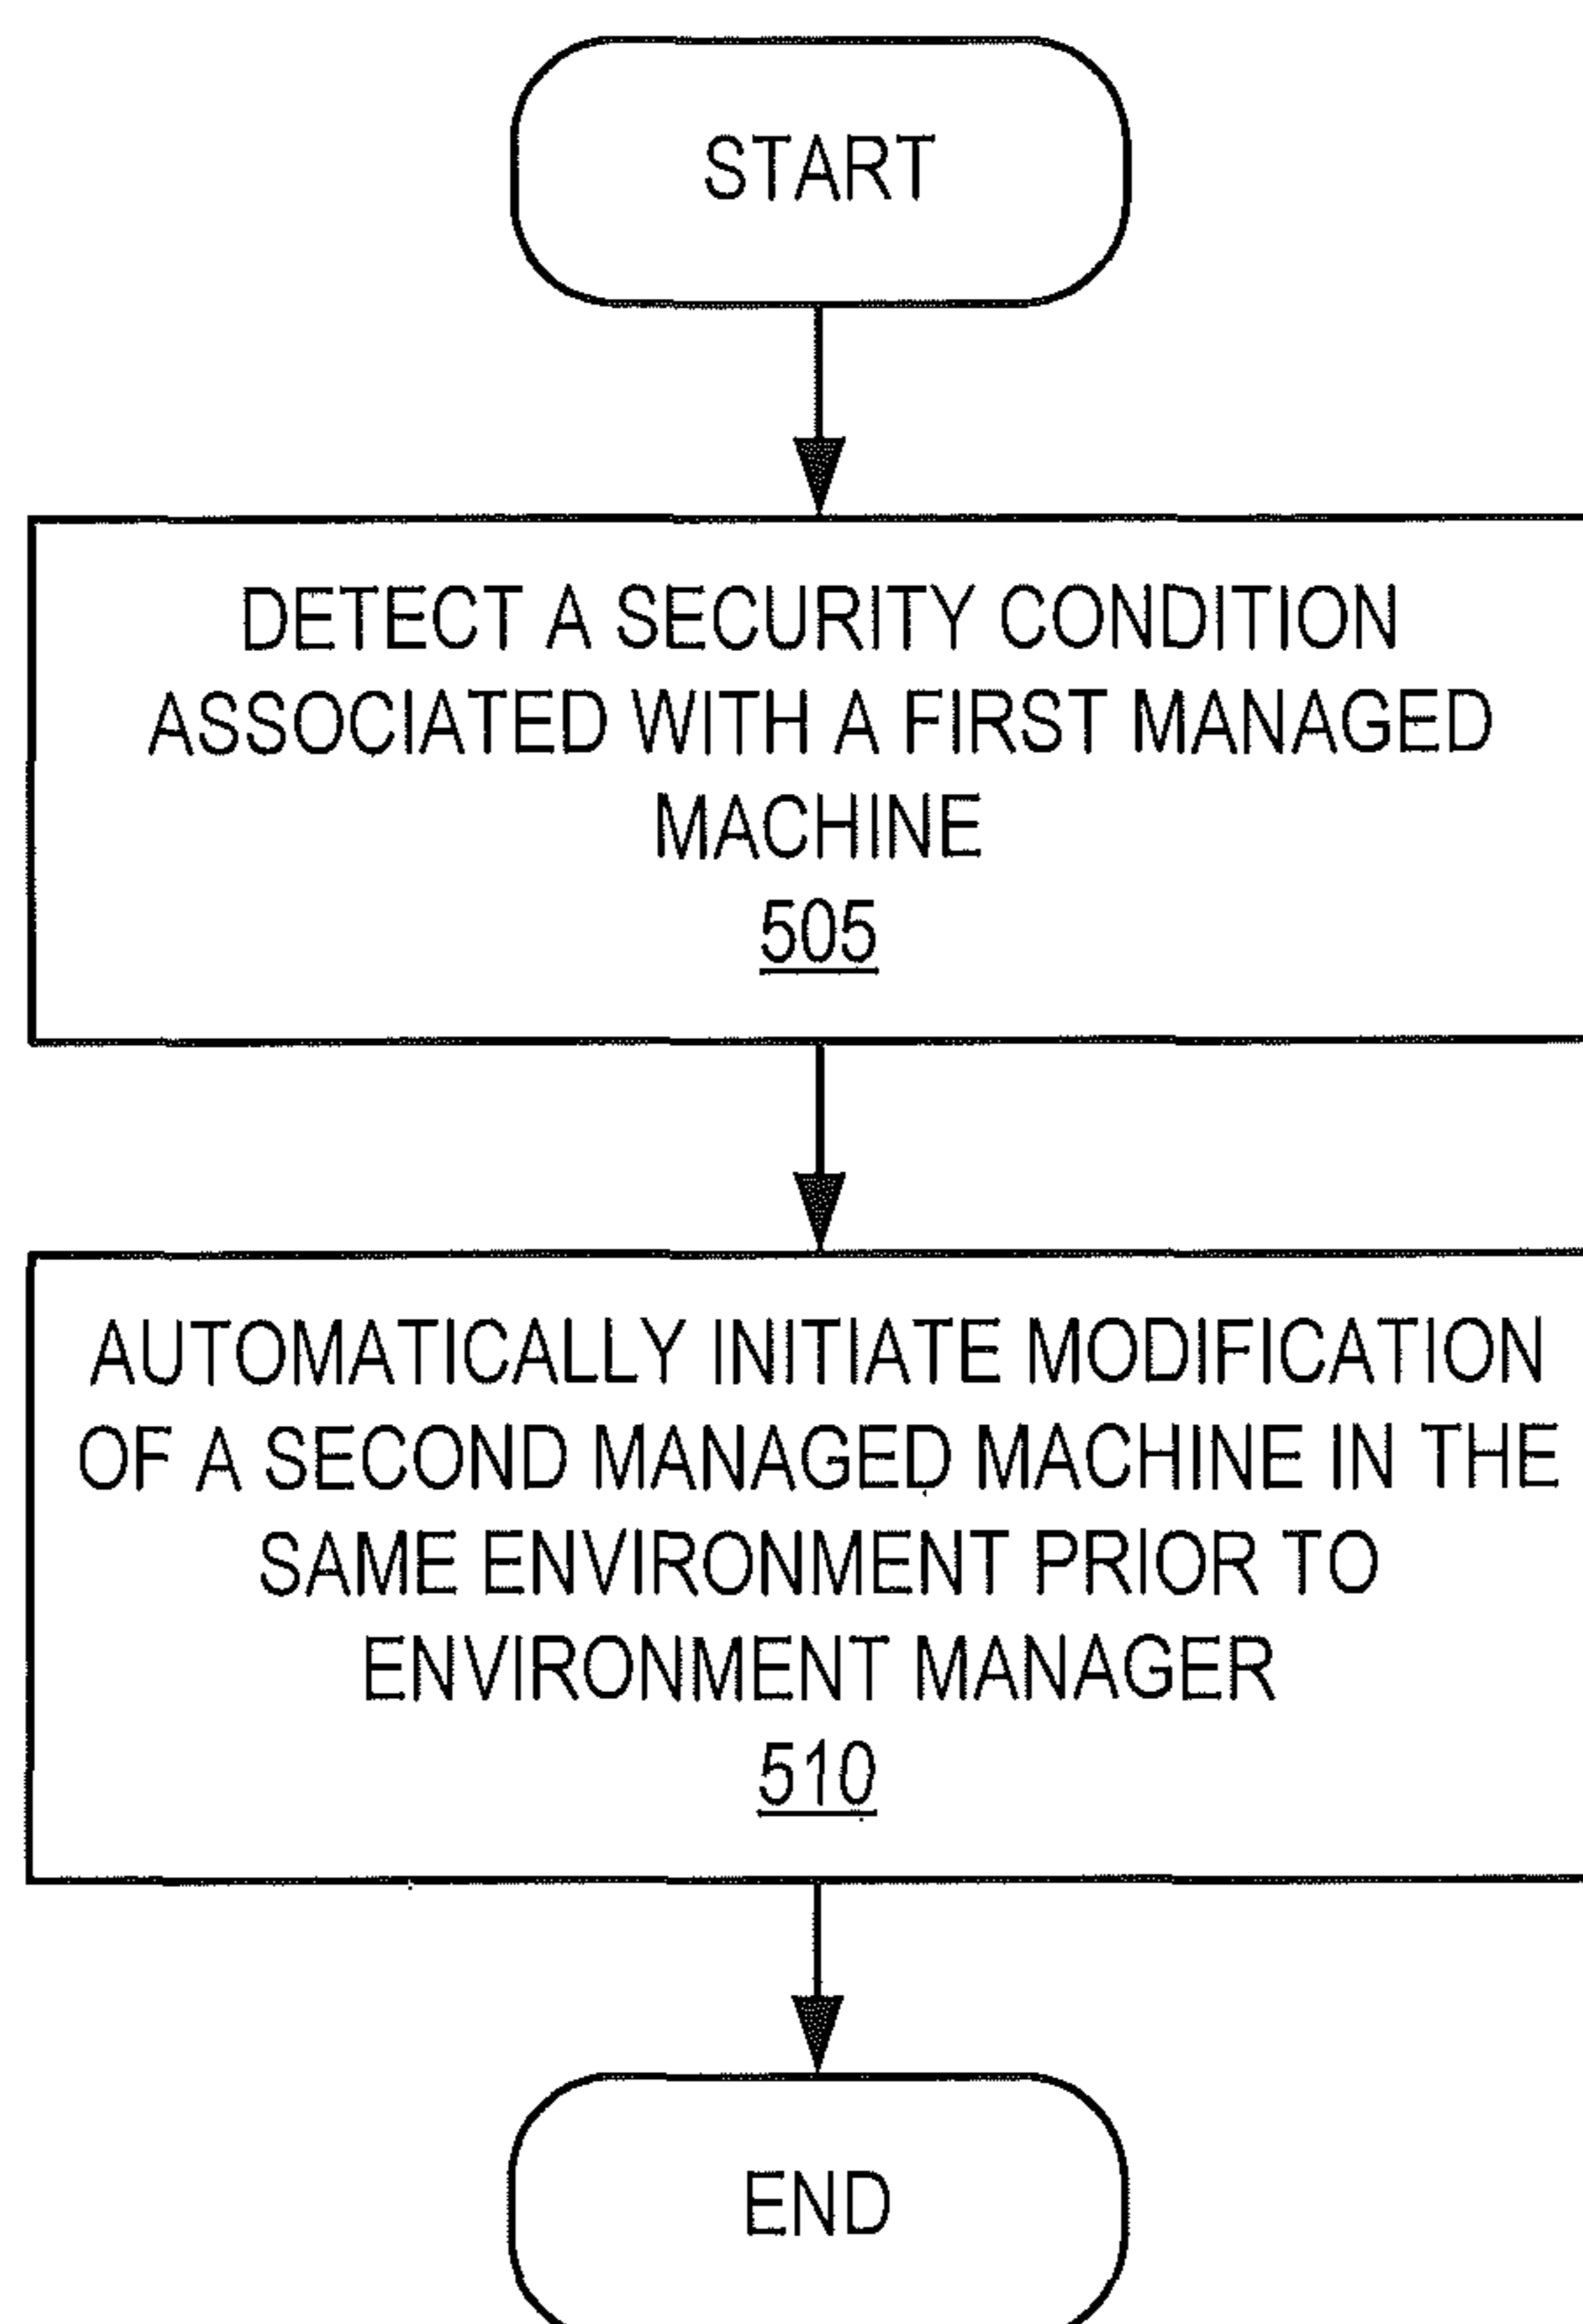 START
DETECT A SECURITY CONDITION
ASSOCIATED WITH A FIRST MANAGED
MACHINE
505
AUTOMATICALLY INITIATE MODIFICATION
OF A SECOND MANAGED MACHINE IN THE
SAME ENVIRONMENT PRIOR TO
ENVIRONMENT MANAGER
510
END